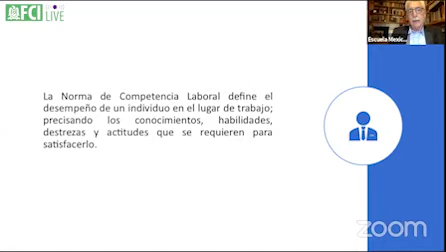 FCI LIVE
Escuela Mexic...
La Norma de Competencia Laboral define el
desempeño de un individuo en el lugar de trabajo;
precisando los conocimientos, habilidades,
destrezas y actitudes que se requieren para
satisfacerlo.
zoom